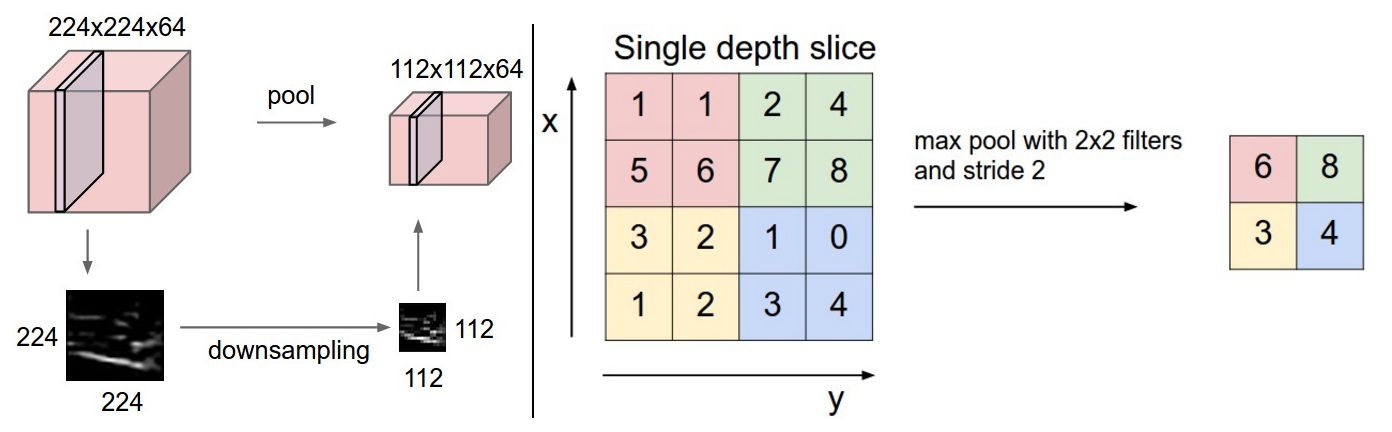 224x224x64
pool
112x112x64
224
downsampling
112
224
112
Single depth slice
x
1 1 2 4
5 6 7 8
3 2 1 0
1 2 3 4
y
max pool with 2x2 filters
and stride 2
6 8
3 4